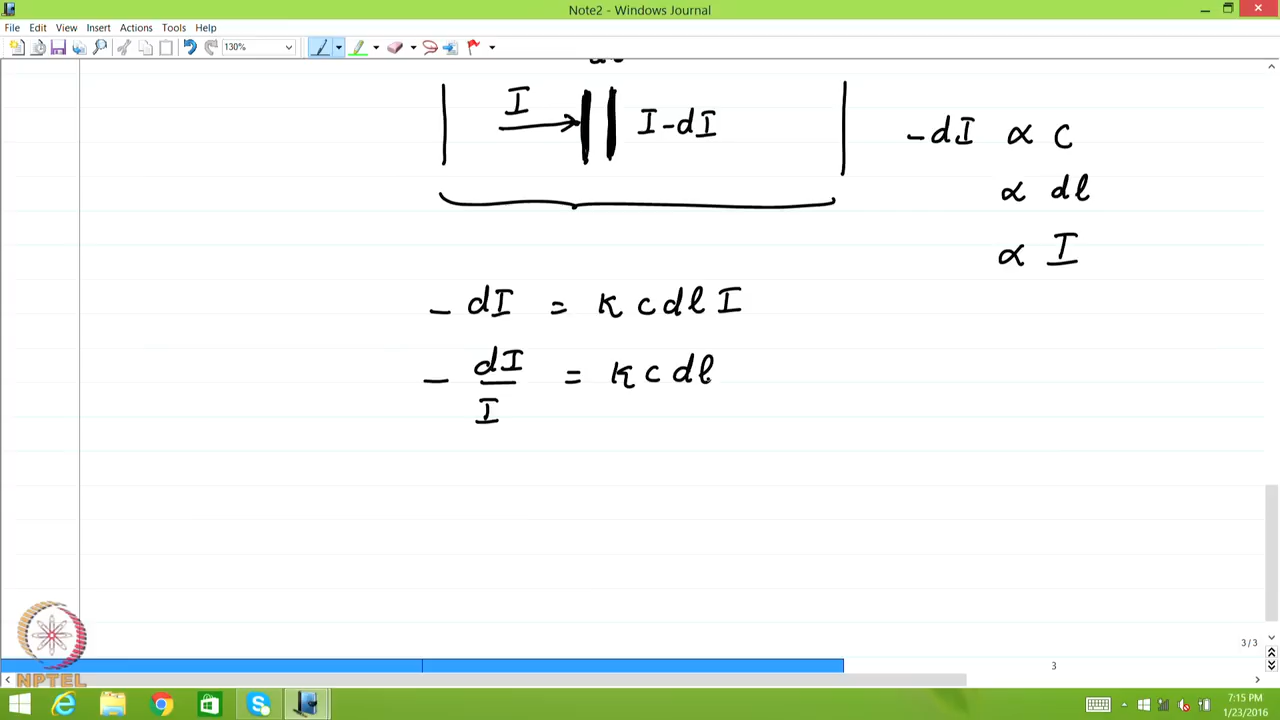 Note2 - Windows Journal
File Edit View Insert Actions Tools Help
130%
I I-dI
-dI ∝ c
∝ dl
∝ I
- dI = K c dl I
- dI/I = K c dl
3/3
3
NPTEL
7:15 PM
1/23/2016